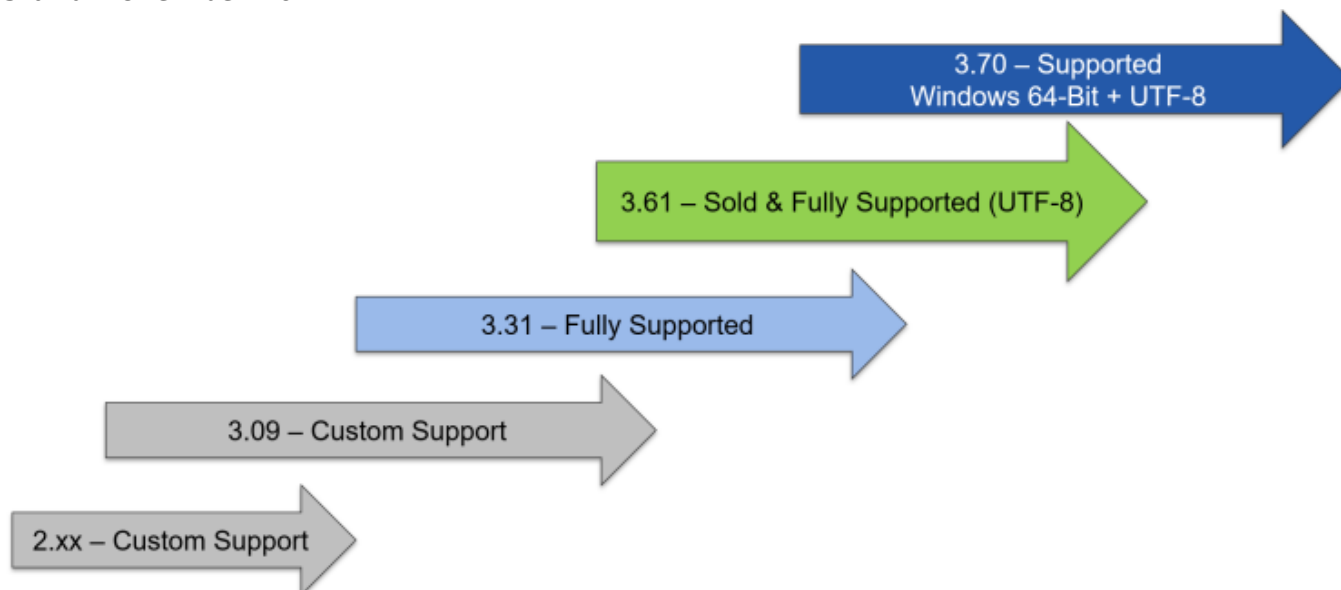 3.70 – Supported
Windows 64-Bit + UTF-8
3.61 – Sold & Fully Supported (UTF-8)
3.31 – Fully Supported
3.09 – Custom Support
2.xx – Custom Support